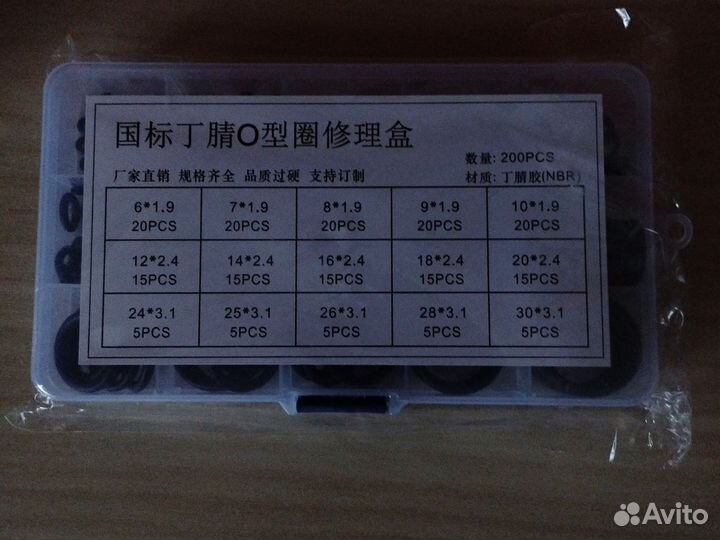 国标丁腈O型圈修理盒
数量: 200PCS
厂家直销 规格齐全 品质过硬 支持订制
材质: 丁腈胶(NBR)
6*1.9 7*1.9 8*1.9 9*1.9 10*1.9
20PCS 20PCS 20PCS 20PCS 20PCS
12*2.4 14*2.4 16*2.4 18*2.4 20*2.4
15PCS 15PCS 15PCS 15PCS 15PCS
24*3.1 25*3.1 26*3.1 28*3.1 30*3.1
5PCS 5PCS 5PCS 5PCS 5PCS
Avito